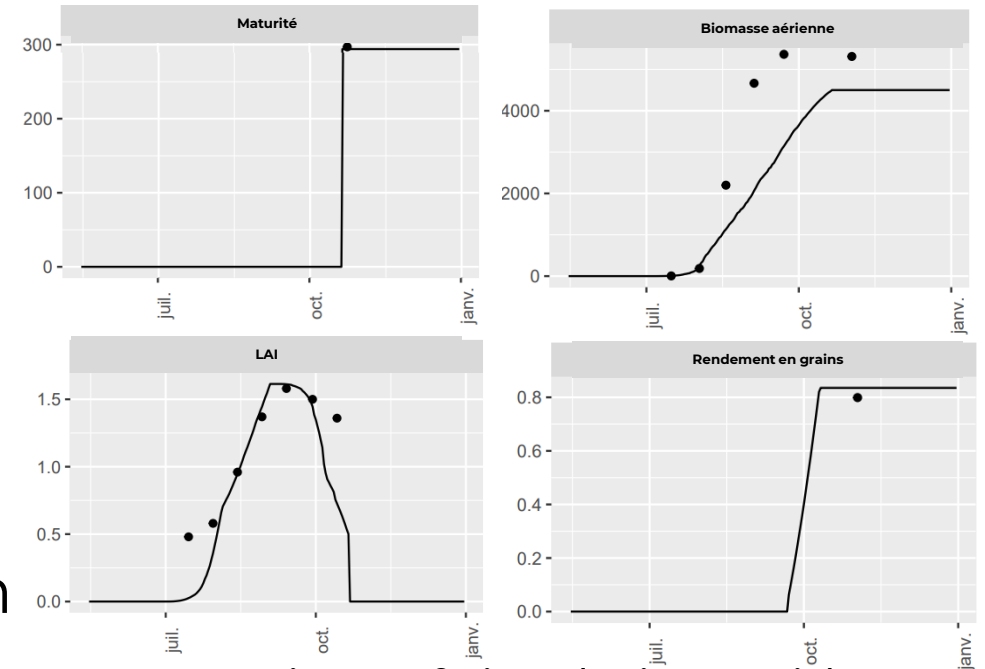 Maturité
300
200
100
0
juil.
oct.
janv.
Biomasse aérienne
4000
2000
0
juil.
oct.
janv.
LAI
1.5
1.0
0.5
0.0
juil.
oct.
janv.
Rendement en grains
0.8
0.6
0.4
0.2
0.0
juil.
oct.
janv.